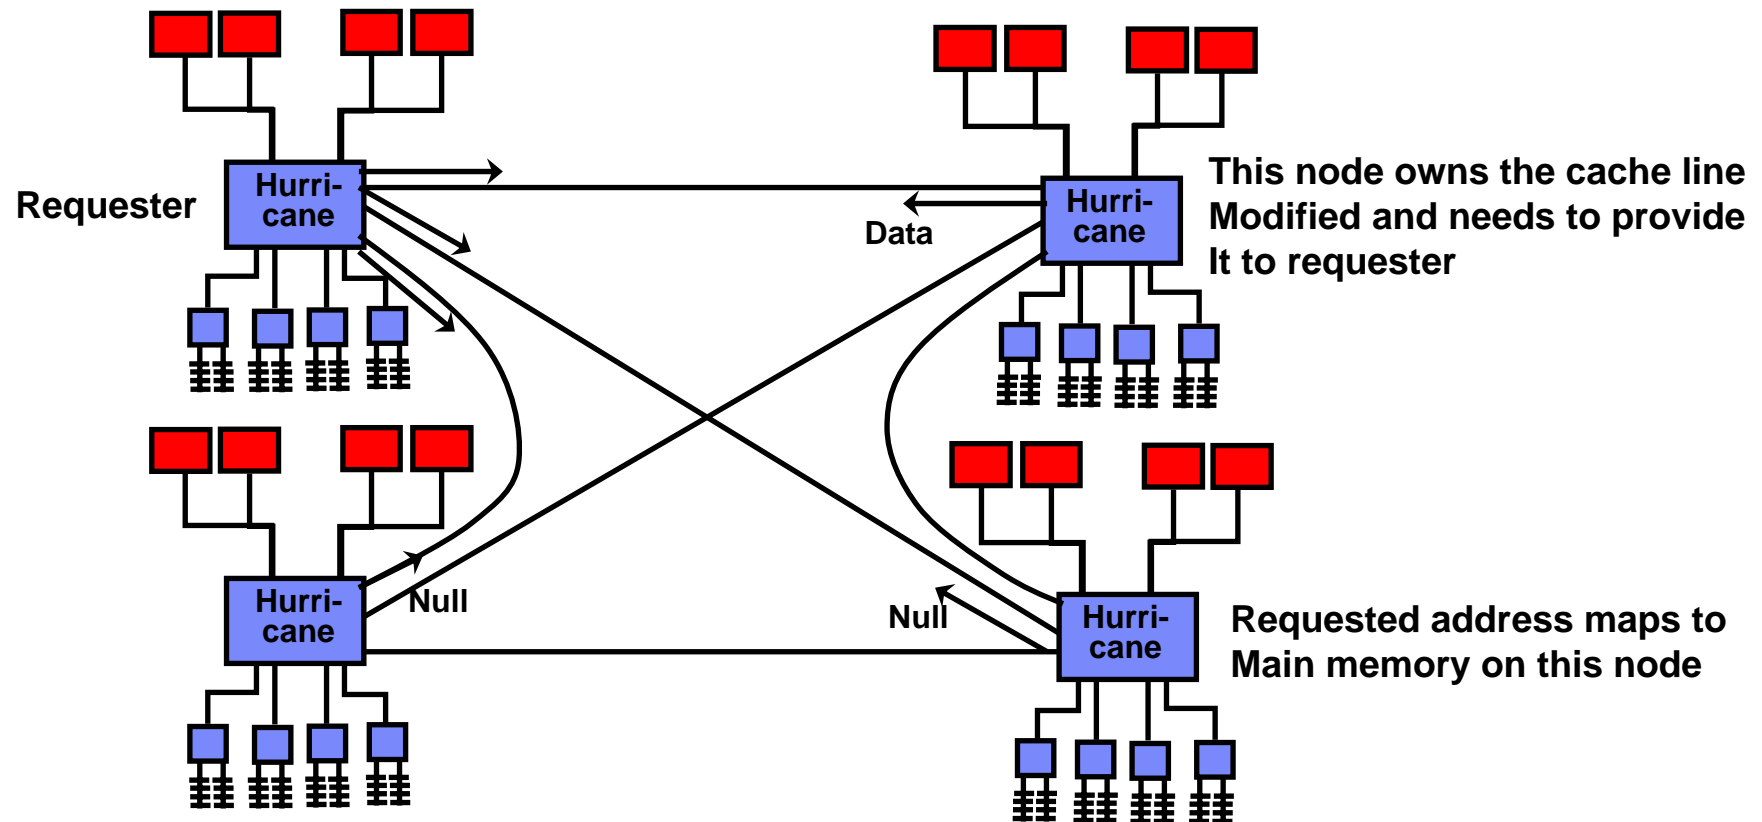 Requester
Hurri-
cane
Data
Hurri-
cane
This node owns the cache line
Modified and needs to provide
It to requester
Hurri-
cane
Null
Null
Hurri-
cane
Requested address maps to
Main memory on this node